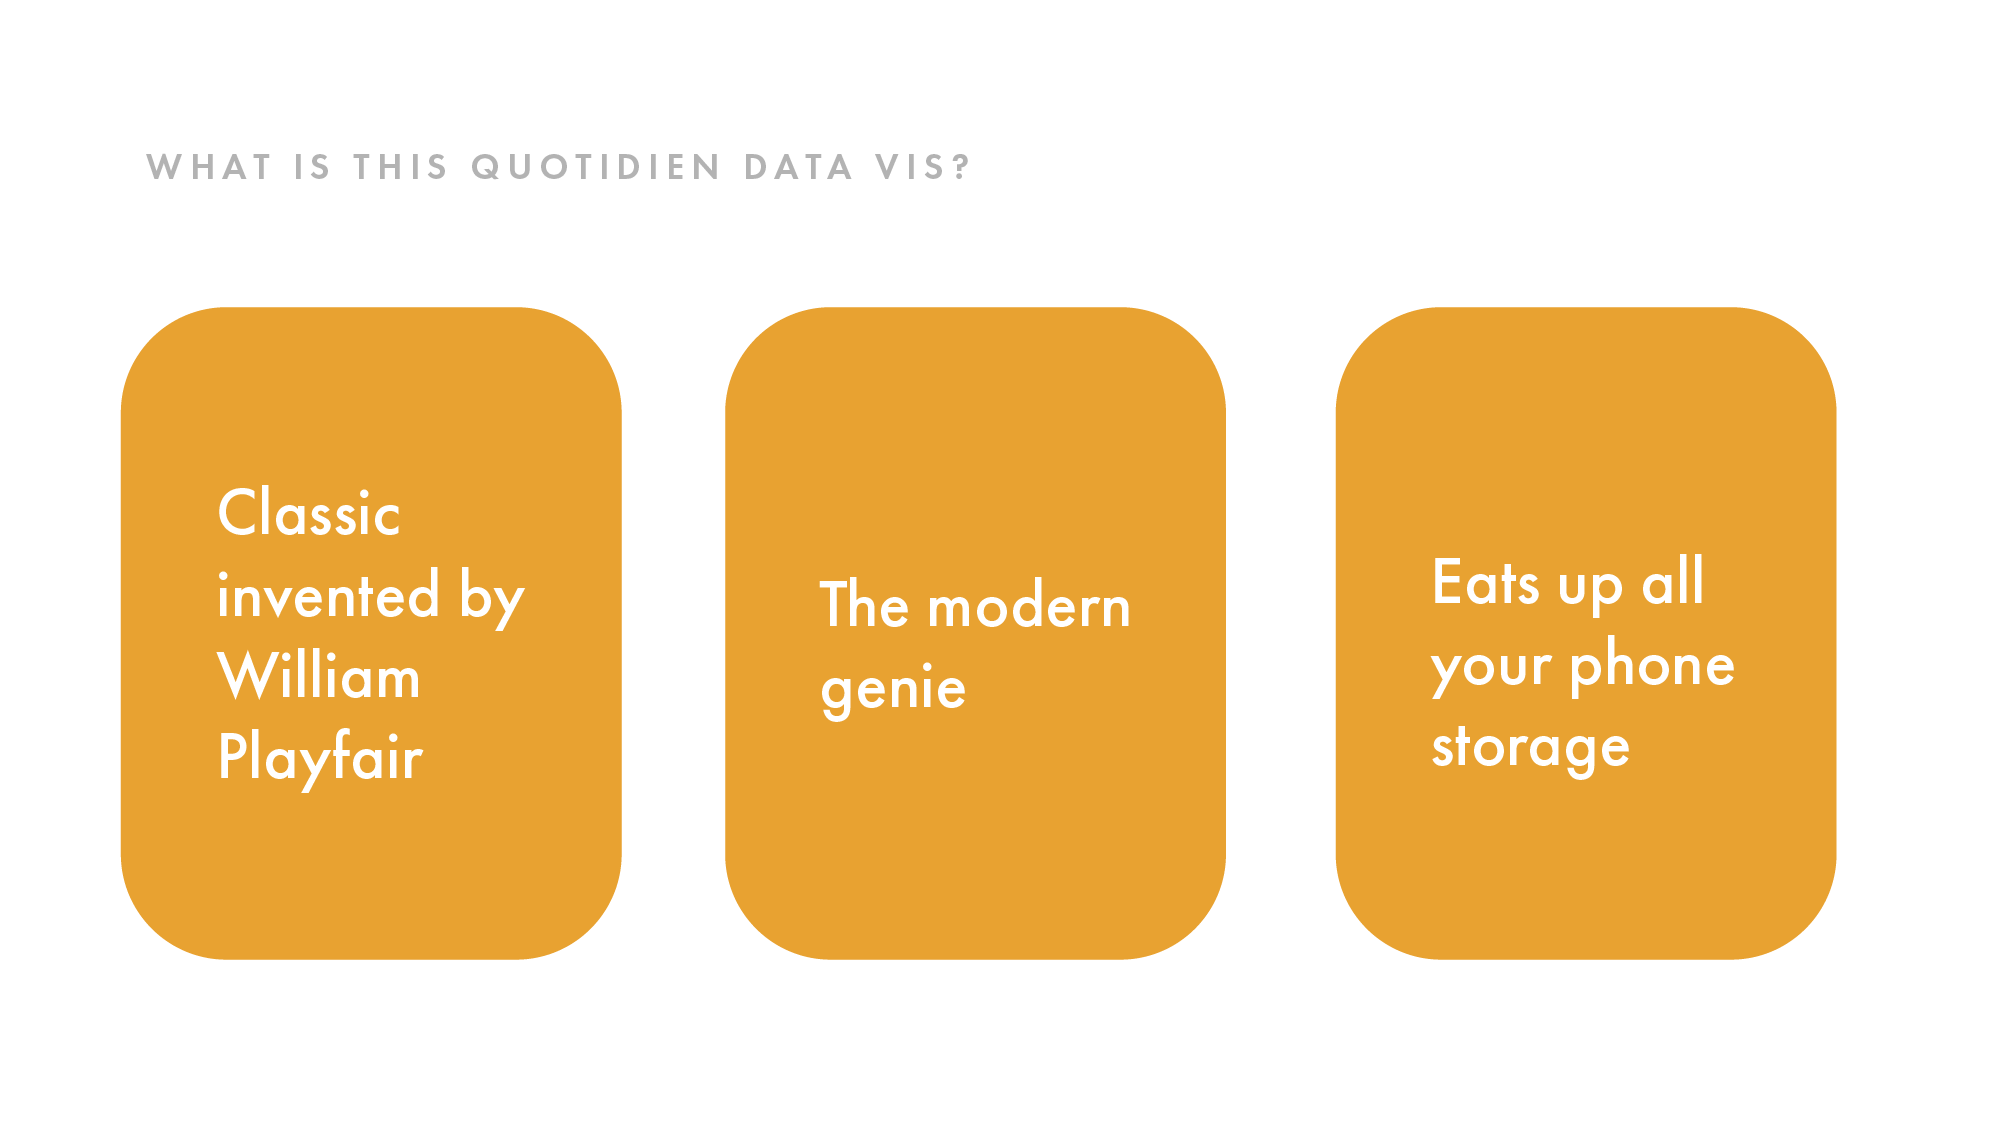 WHAT IS THIS QUOTIDIEN DATA VIS?
Classic
invented by
William
Playfair
The modern
genie
Eats up all
your phone
storage